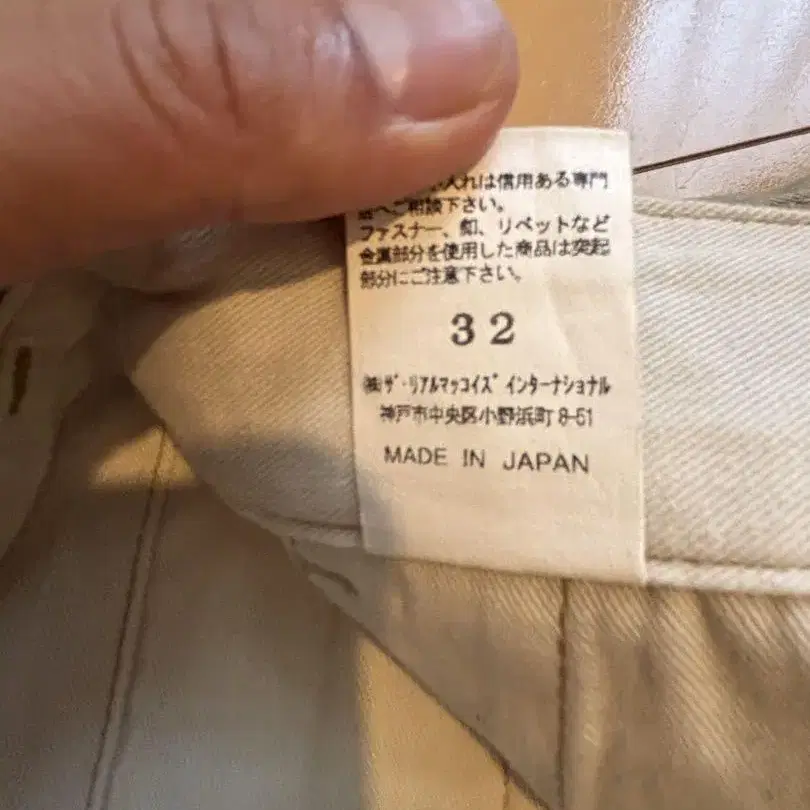 入れは信用ある専門
店へご相談下さい。
ファスナー、釦、リベットなど
金属部分を使用した商品は突起
部分にご注意下さい。
32
㈱ザ・リアルマッコイズ インターナショナル
神戸市中央区小野浜町8-61
MADE IN JAPAN